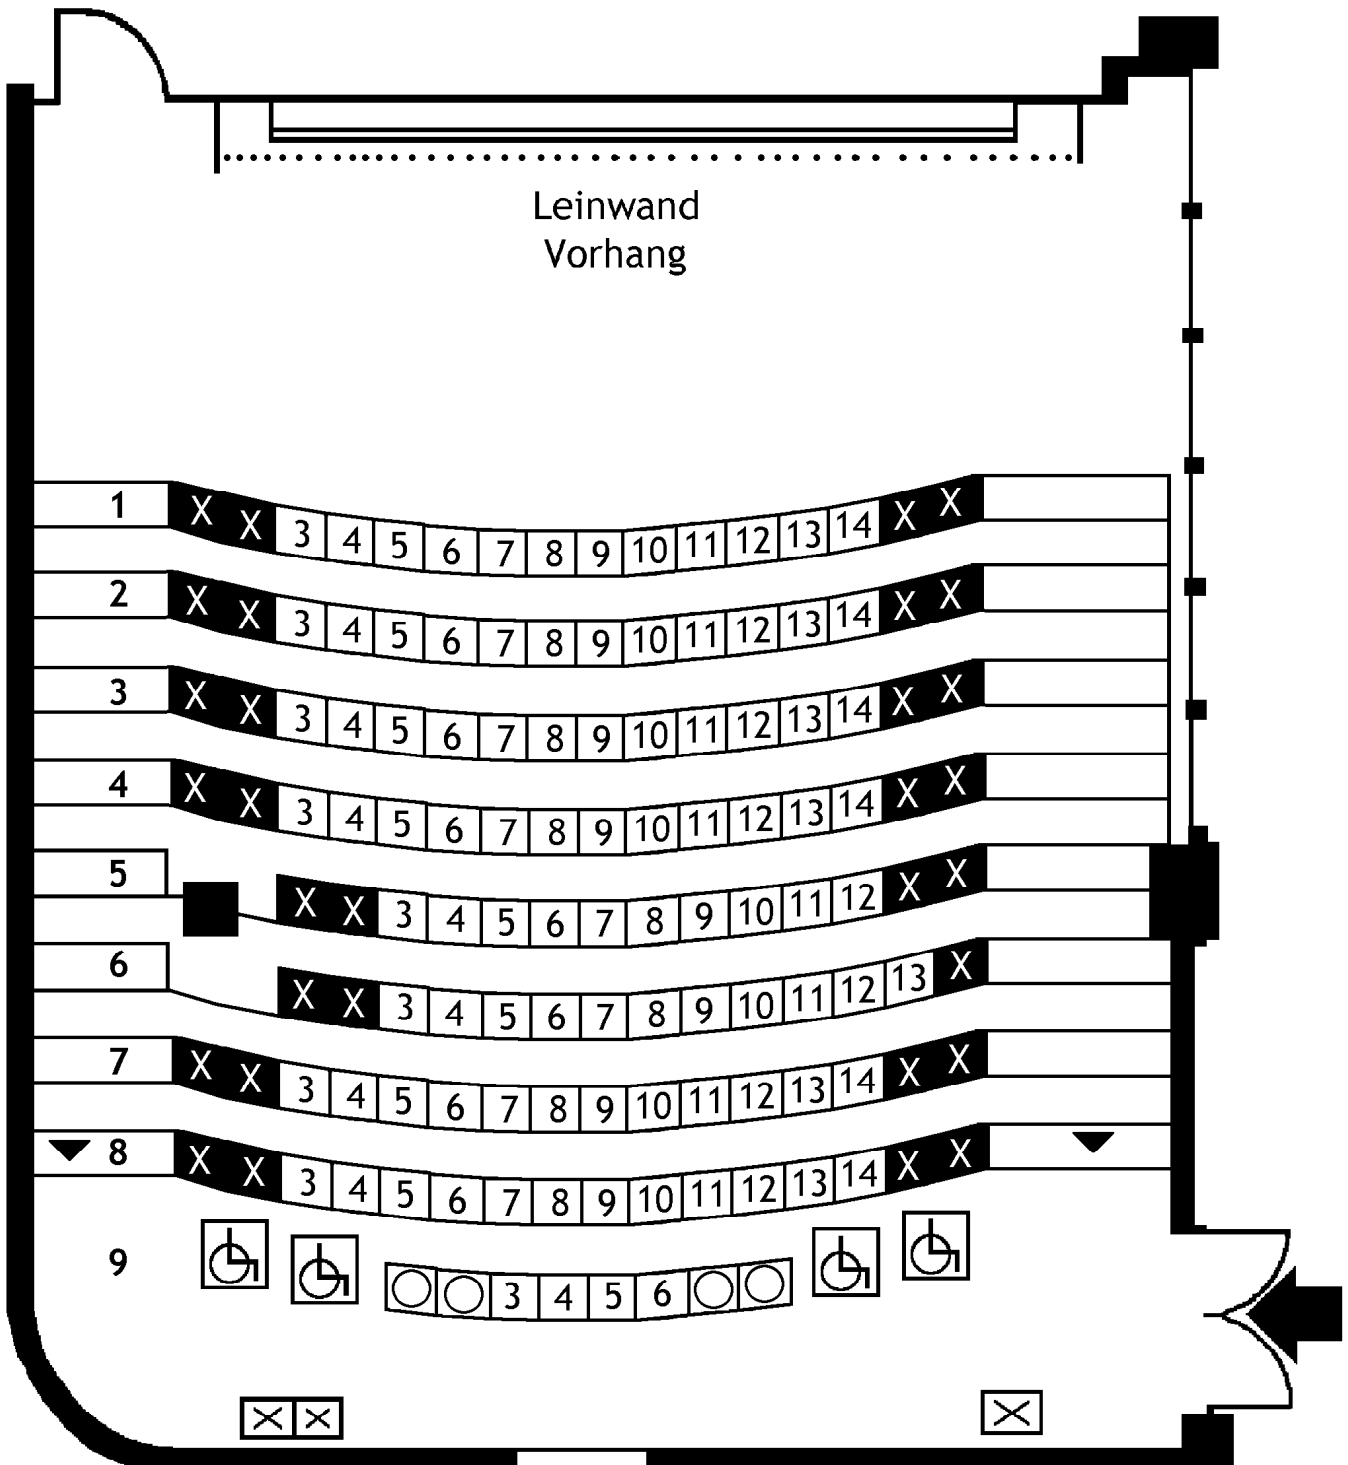 Leinwand
Vorhang
1 X X 3 4 5 6 7 8 9 10 11 12 13 14 X X
2 X X 3 4 5 6 7 8 9 10 11 12 13 14 X X
3 X X 3 4 5 6 7 8 9 10 11 12 13 14 X X
4 X X 3 4 5 6 7 8 9 10 11 12 13 14 X X
5 X X 3 4 5 6 7 8 9 10 11 12 X X
6 X X 3 4 5 6 7 8 9 10 11 12 13 X
7 X X 3 4 5 6 7 8 9 10 11 12 13 14 X X
8 X X 3 4 5 6 7 8 9 10 11 12 13 14 X X
9 3 4 5 6